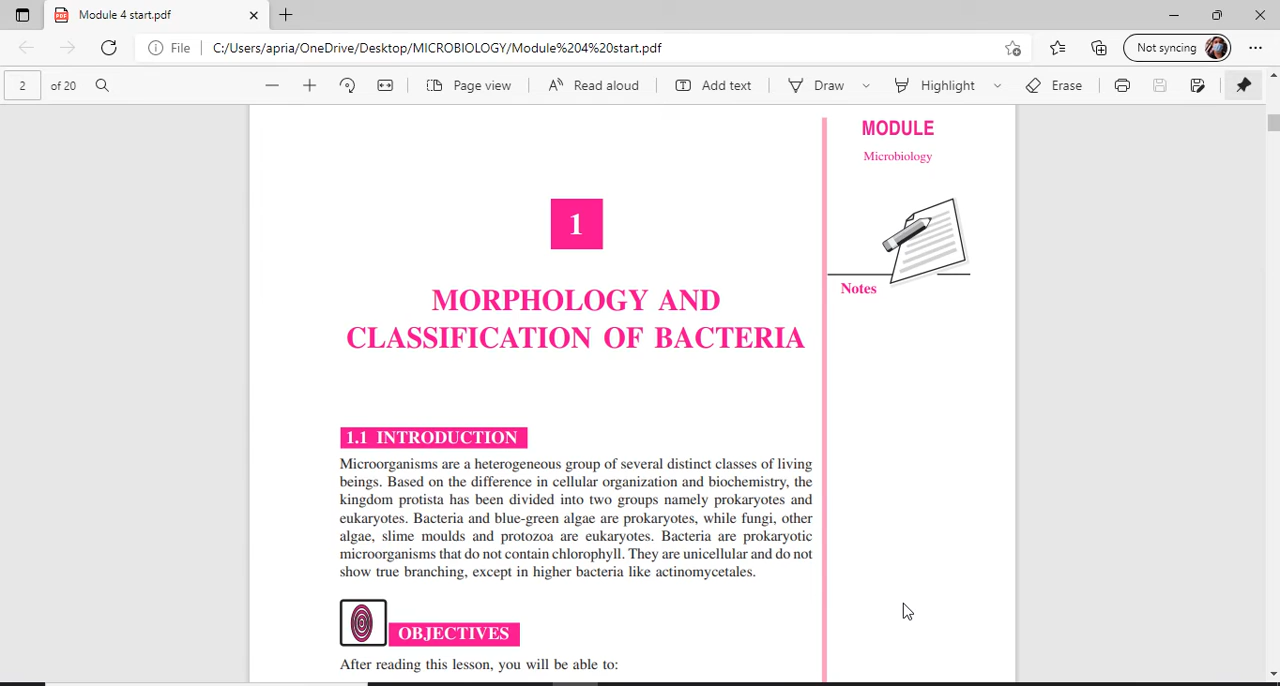 Module 4 start.pdf
File C:/Users/apria/OneDrive/Desktop/MICROBIOLOGY/Module%204%20start.pdf Not syncing
2 of 20 Page view Read aloud Add text Draw Highlight Erase
MODULE
Microbiology
1
Notes
MORPHOLOGY AND
CLASSIFICATION OF BACTERIA
1.1 INTRODUCTION
Microorganisms are a heterogeneous group of several distinct classes of living
beings. Based on the difference in cellular organization and biochemistry, the
kingdom protista has been divided into two groups namely prokaryotes and
eukaryotes. Bacteria and blue-green algae are prokaryotes, while fungi, other
algae, slime moulds and protozoa are eukaryotes. Bacteria are prokaryotic
microorganisms that do not contain chlorophyll. They are unicellular and do not
show true branching, except in higher bacteria like actinomycetales.
OBJECTIVES
After reading this lesson, you will be able to: